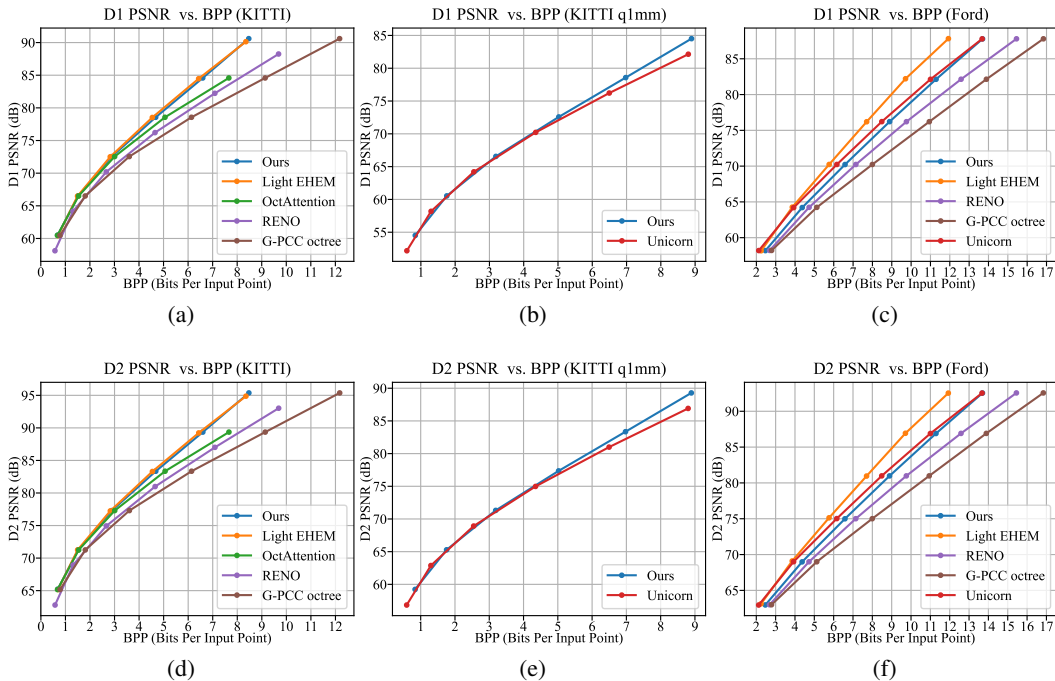 D1 PSNR vs. BPP (KITTI)
D1 PSNR (dB)
90
85
80
75
70
65
60
0 1 2 3 4 5 6 7 8 9 10 11 12
BPP (Bits Per Input Point)
Ours
Light EHEM
OctAttention
RENO
G-PCC octree
(a)
D1 PSNR vs. BPP (KITTI q1mm)
D1 PSNR (dB)
85
80
75
70
65
60
55
1 2 3 4 5 6 7 8 9
BPP (Bits Per Input Point)
Ours
Unicorn
(b)
D1 PSNR vs. BPP (Ford)
D1 PSNR (dB)
85
80
75
70
65
60
2 3 4 5 6 7 8 9 10 11 12 13 14 15 16 17
BPP (Bits Per Input Point)
Ours
Light EHEM
RENO
G-PCC octree
Unicorn
(c)
D2 PSNR vs. BPP (KITTI)
D2 PSNR (dB)
95
90
85
80
75
70
65
0 1 2 3 4 5 6 7 8 9 10 11 12
BPP (Bits Per Input Point)
Ours
Light EHEM
OctAttention
RENO
G-PCC octree
(d)
D2 PSNR vs. BPP (KITTI q1mm)
D2 PSNR (dB)
90
85
80
75
70
65
60
1 2 3 4 5 6 7 8 9
BPP (Bits Per Input Point)
Ours
Unicorn
(e)
D2 PSNR vs. BPP (Ford)
D2 PSNR (dB)
90
85
80
75
70
65
2 3 4 5 6 7 8 9 10 11 12 13 14 15 16 17
BPP (Bits Per Input Point)
Ours
Light EHEM
RENO
G-PCC octree
Unicorn
(f)